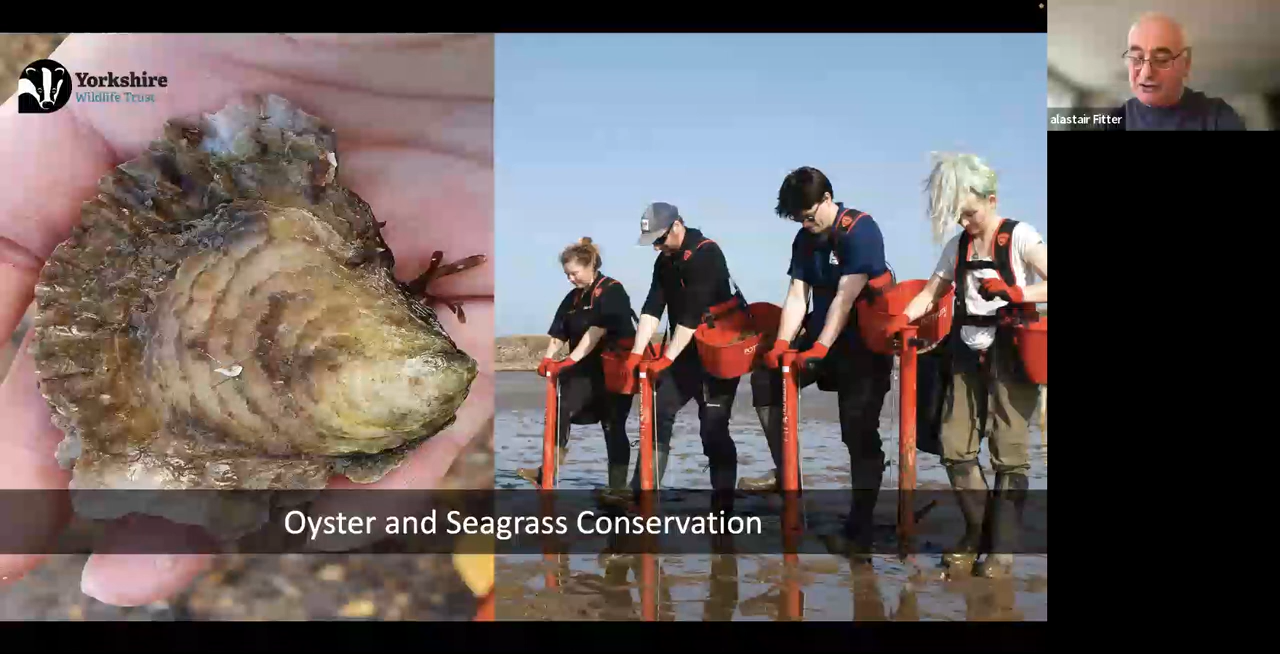 Yorkshire
Wildlife Trust
alastair Fitter
Oyster and Seagrass Conservation